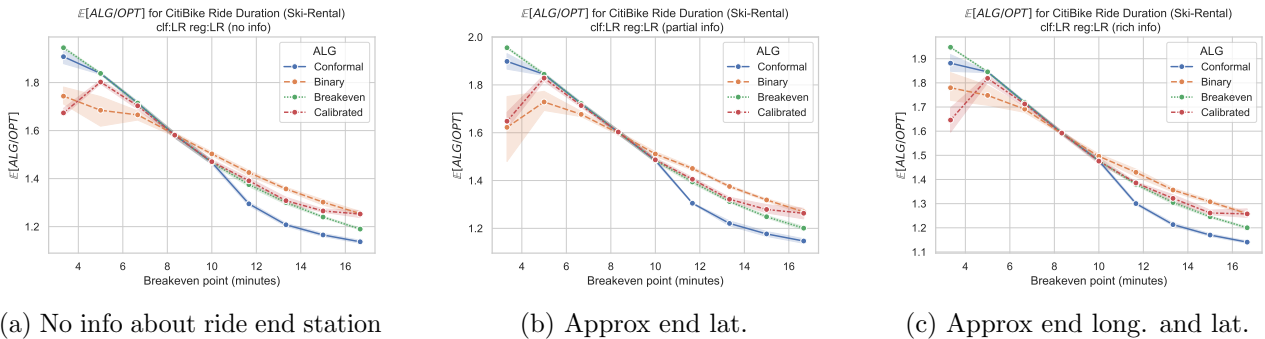 𝔼[ALG/OPT] for CitiBike Ride Duration (Ski-Rental)
clf:LR reg:LR (no info)
𝔼[ALG/OPT]
1.8
1.6
1.4
1.2
ALG
Conformal
Binary
Breakeven
Calibrated
4 6 8 10 12 14 16
Breakeven point (minutes)
(a) No info about ride end station
𝔼[ALG/OPT] for CitiBike Ride Duration (Ski-Rental)
clf:LR reg:LR (partial info)
𝔼[ALG/OPT]
2.0
1.8
1.6
1.4
1.2
ALG
Conformal
Binary
Breakeven
Calibrated
4 6 8 10 12 14 16
Breakeven point (minutes)
(b) Approx end lat.
𝔼[ALG/OPT] for CitiBike Ride Duration (Ski-Rental)
clf:LR reg:LR (rich info)
𝔼[ALG/OPT]
1.9
1.8
1.7
1.6
1.5
1.4
1.3
1.2
1.1
ALG
Conformal
Binary
Breakeven
Calibrated
4 6 8 10 12 14 16
Breakeven point (minutes)
(c) Approx end long. and lat.